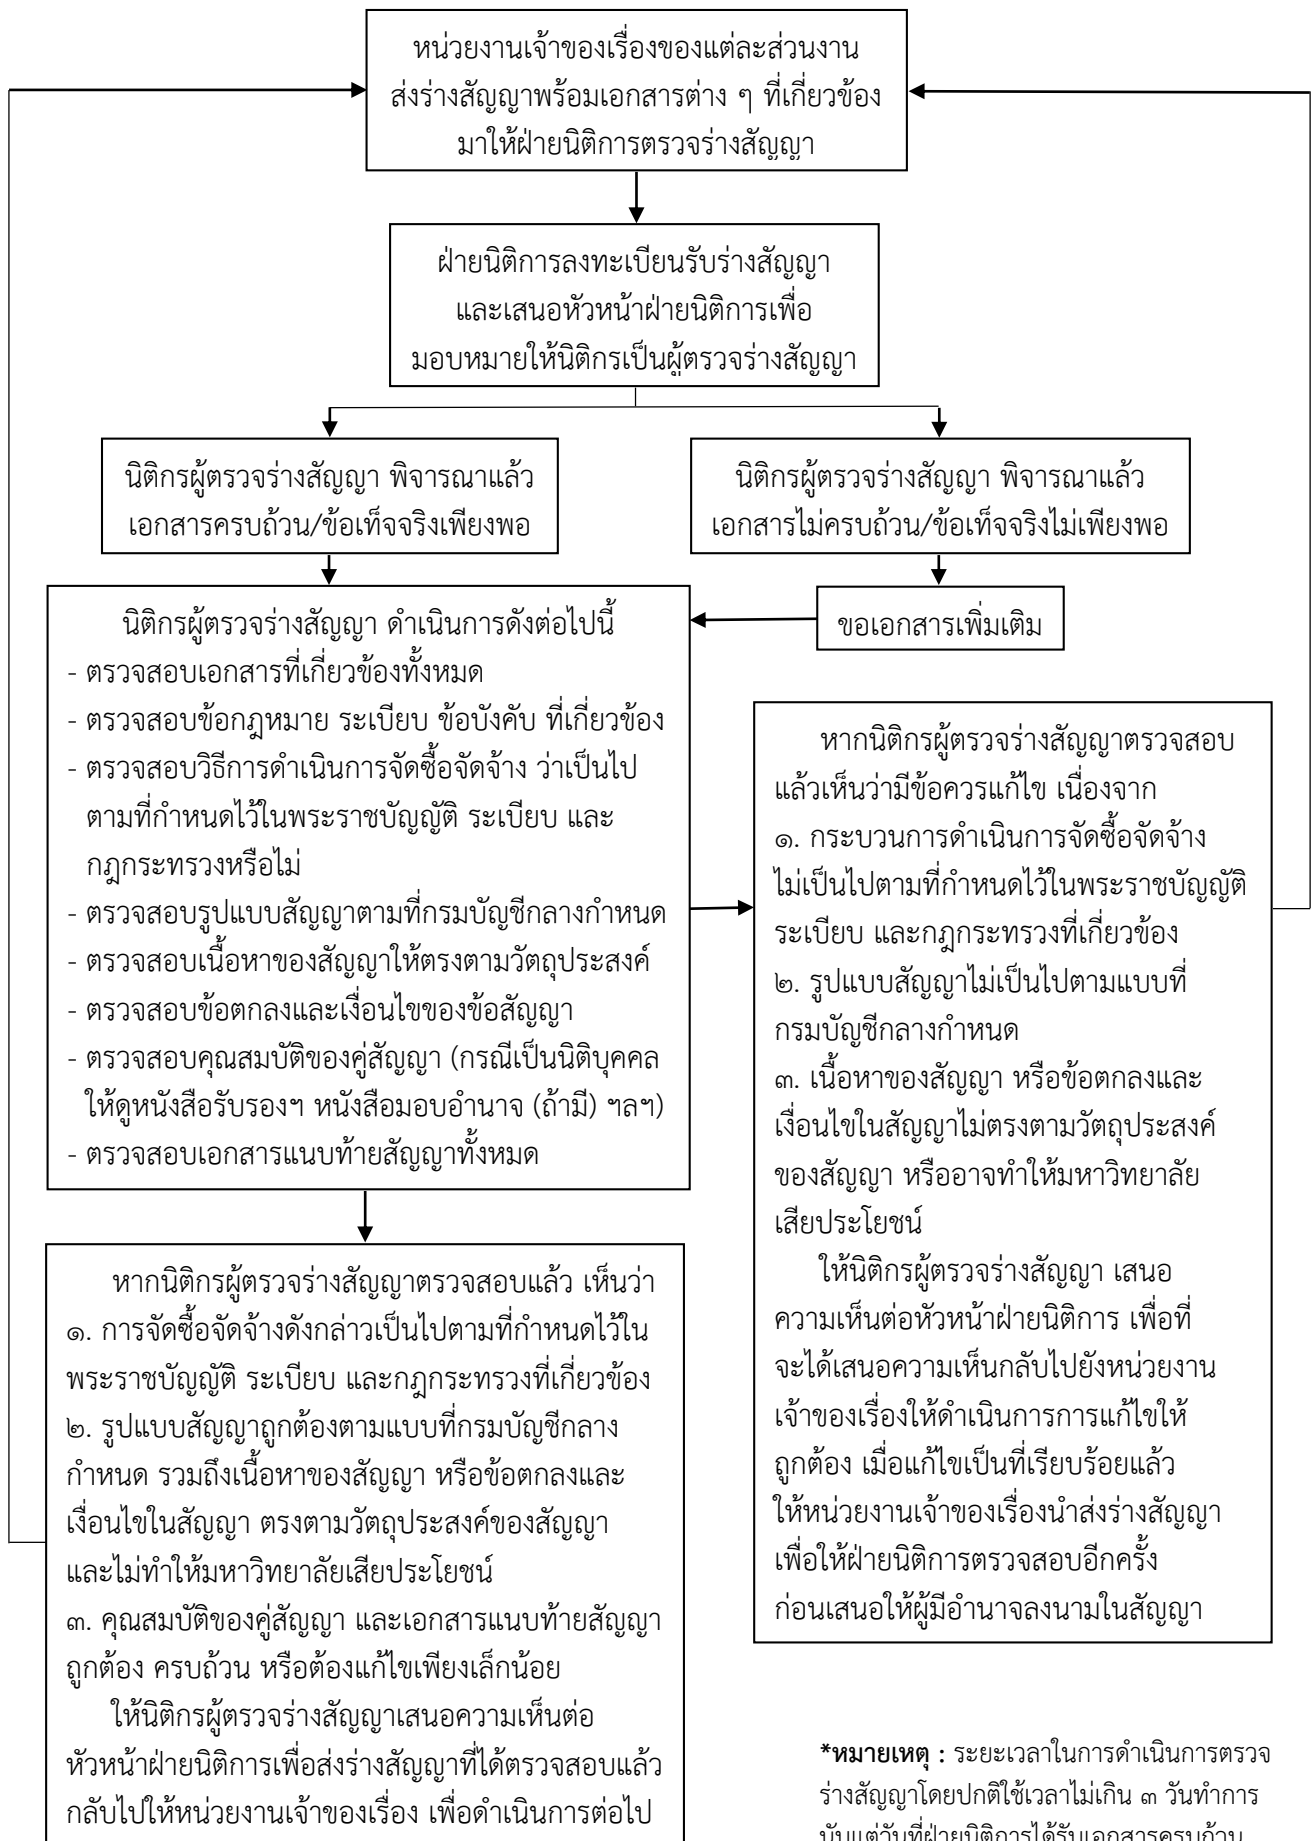 หน่วยงานเจ้าของเรื่องของแต่ละส่วนงาน
ส่งร่างสัญญาพร้อมเอกสารต่าง ๆ ที่เกี่ยวข้อง
มาให้ฝ่ายนิติการตรวจร่างสัญญา
ฝ่ายนิติการลงทะเบียนรับร่างสัญญา
และเสนอหัวหน้าฝ่ายนิติการเพื่อ
มอบหมายให้นิติกรเป็นผู้ตรวจร่างสัญญา
นิติกรผู้ตรวจร่างสัญญา พิจารณาแล้ว
เอกสารครบถ้วน/ข้อเท็จจริงเพียงพอ
นิติกรผู้ตรวจร่างสัญญา พิจารณาแล้ว
เอกสารไม่ครบถ้วน/ข้อเท็จจริงไม่เพียงพอ
ขอเอกสารเพิ่มเติม
นิติกรผู้ตรวจร่างสัญญา ดำเนินการดังต่อไปนี้
- ตรวจสอบเอกสารที่เกี่ยวข้องทั้งหมด
- ตรวจสอบข้อกฎหมาย ระเบียบ ข้อบังคับ ที่เกี่ยวข้อง
- ตรวจสอบวิธีการดำเนินการจัดซื้อจัดจ้าง ว่าเป็นไป
ตามที่กำหนดไว้ในพระราชบัญญัติ ระเบียบ และ
กฎกระทรวงหรือไม่
- ตรวจสอบรูปแบบสัญญาตามที่กรมบัญชีกลางกำหนด
- ตรวจสอบเนื้อหาของสัญญาให้ตรงตามวัตถุประสงค์
- ตรวจสอบข้อตกลงและเงื่อนไขของข้อสัญญา
- ตรวจสอบคุณสมบัติของคู่สัญญา (กรณีเป็นนิติบุคคล
ให้ดูหนังสือรับรองฯ หนังสือมอบอำนาจ (ถ้ามี) ฯลฯ)
- ตรวจสอบเอกสารแนบท้ายสัญญาทั้งหมด
หากนิติกรผู้ตรวจร่างสัญญาตรวจสอบ
แล้วเห็นว่ามีข้อควรแก้ไข เนื่องจาก
๑. กระบวนการดำเนินการจัดซื้อจัดจ้าง
ไม่เป็นไปตามที่กำหนดไว้ในพระราชบัญญัติ
ระเบียบ และกฎกระทรวงที่เกี่ยวข้อง
๒. รูปแบบสัญญาไม่เป็นไปตามแบบที่
กรมบัญชีกลางกำหนด
๓. เนื้อหาของสัญญา หรือข้อตกลงและ
เงื่อนไขในสัญญาไม่ตรงตามวัตถุประสงค์
ของสัญญา หรืออาจทำให้มหาวิทยาลัย
เสียประโยชน์
ให้นิติกรผู้ตรวจร่างสัญญา เสนอ
ความเห็นต่อหัวหน้าฝ่ายนิติการ เพื่อที่
จะได้เสนอความเห็นกลับไปยังหน่วยงาน
เจ้าของเรื่องให้ดำเนินการการแก้ไขให้
ถูกต้อง เมื่อแก้ไขเป็นที่เรียบร้อยแล้ว
ให้หน่วยงานเจ้าของเรื่องนำส่งร่างสัญญา
เพื่อให้ฝ่ายนิติการตรวจสอบอีกครั้ง
ก่อนเสนอให้ผู้มีอำนาจลงนามในสัญญา
หากนิติกรผู้ตรวจร่างสัญญาตรวจสอบแล้ว เห็นว่า
๑. การจัดซื้อจัดจ้างดังกล่าวเป็นไปตามที่กำหนดไว้ใน
พระราชบัญญัติ ระเบียบ และกฎกระทรวงที่เกี่ยวข้อง
๒. รูปแบบสัญญาถูกต้องตามแบบที่กรมบัญชีกลาง
กำหนด รวมถึงเนื้อหาของสัญญา หรือข้อตกลงและ
เงื่อนไขในสัญญา ตรงตามวัตถุประสงค์ของสัญญา
และไม่ทำให้มหาวิทยาลัยเสียประโยชน์
๓. คุณสมบัติของคู่สัญญา และเอกสารแนบท้ายสัญญา
ถูกต้อง ครบถ้วน หรือต้องแก้ไขเพียงเล็กน้อย
ให้นิติกรผู้ตรวจร่างสัญญาเสนอความเห็นต่อ
หัวหน้าฝ่ายนิติการเพื่อส่งร่างสัญญาที่ได้ตรวจสอบแล้ว
กลับไปให้หน่วยงานเจ้าของเรื่อง เพื่อดำเนินการต่อไป
*หมายเหตุ : ระยะเวลาในการดำเนินการตรวจ
ร่างสัญญาโดยปกติใช้เวลาไม่เกิน ๓ วันทำการ
นับแต่วันที่ฝ่ายนิติการได้รับเอกสารครบถ้วน